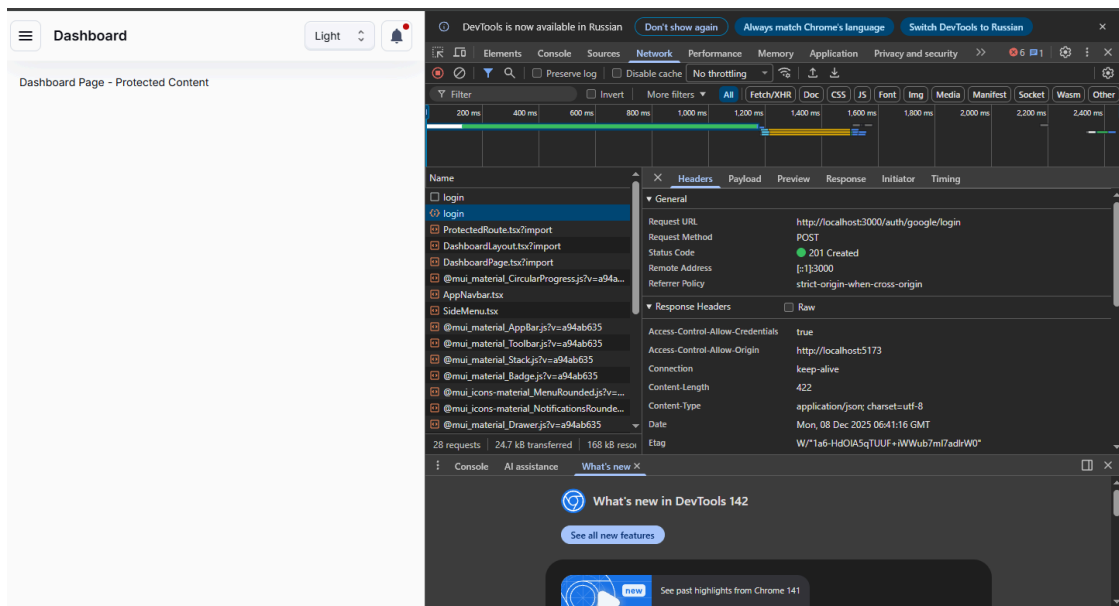 Dashboard
Light
Dashboard Page - Protected Content
DevTools is now available in Russian
Don't show again
Always match Chrome's language
Switch DevTools to Russian
Elements Console Sources Network Performance Memory Application Privacy and security 6 1
Preserve log Disable cache No throttling
Filter Invert More filters All Fetch/XHR Doc CSS JS Font Img Media Manifest Socket Wasm Other
200 ms 400 ms 600 ms 800 ms 1,000 ms 1,200 ms 1,400 ms 1,600 ms 1,800 ms 2,000 ms 2,200 ms 2,400 ms
Name
login
login
ProtectedRoute.tsx?import
DashboardLayout.tsx?import
DashboardPage.tsx?import
@mui_material_CircularProgress.js?v=a94a...
AppNavbar.tsx
SideMenu.tsx
@mui_material_AppBar.js?v=a94ab635
@mui_material_Toolbar.js?v=a94ab635
@mui_material_Stack.js?v=a94ab635
@mui_material_Badge.js?v=a94ab635
@mui_icons-material_MenuRounded.js?v=...
@mui_icons-material_NotificationsRounde...
@mui_material_Drawer.js?v=a94ab635
28 requests 24.7 kB transferred 168 kB resou
Headers Payload Preview Response Initiator Timing
General
Request URL http://localhost:3000/auth/google/login
Request Method POST
Status Code 201 Created
Remote Address [::1]:3000
Referrer Policy strict-origin-when-cross-origin
Response Headers Raw
Access-Control-Allow-Credentials true
Access-Control-Allow-Origin http://localhost:5173
Connection keep-alive
Content-Length 422
Content-Type application/json; charset=utf-8
Date Mon, 08 Dec 2025 06:41:16 GMT
Etag
Console AI assistance What's new
What's new in DevTools 142
See all new features
new
See past highlights from Chrome 141